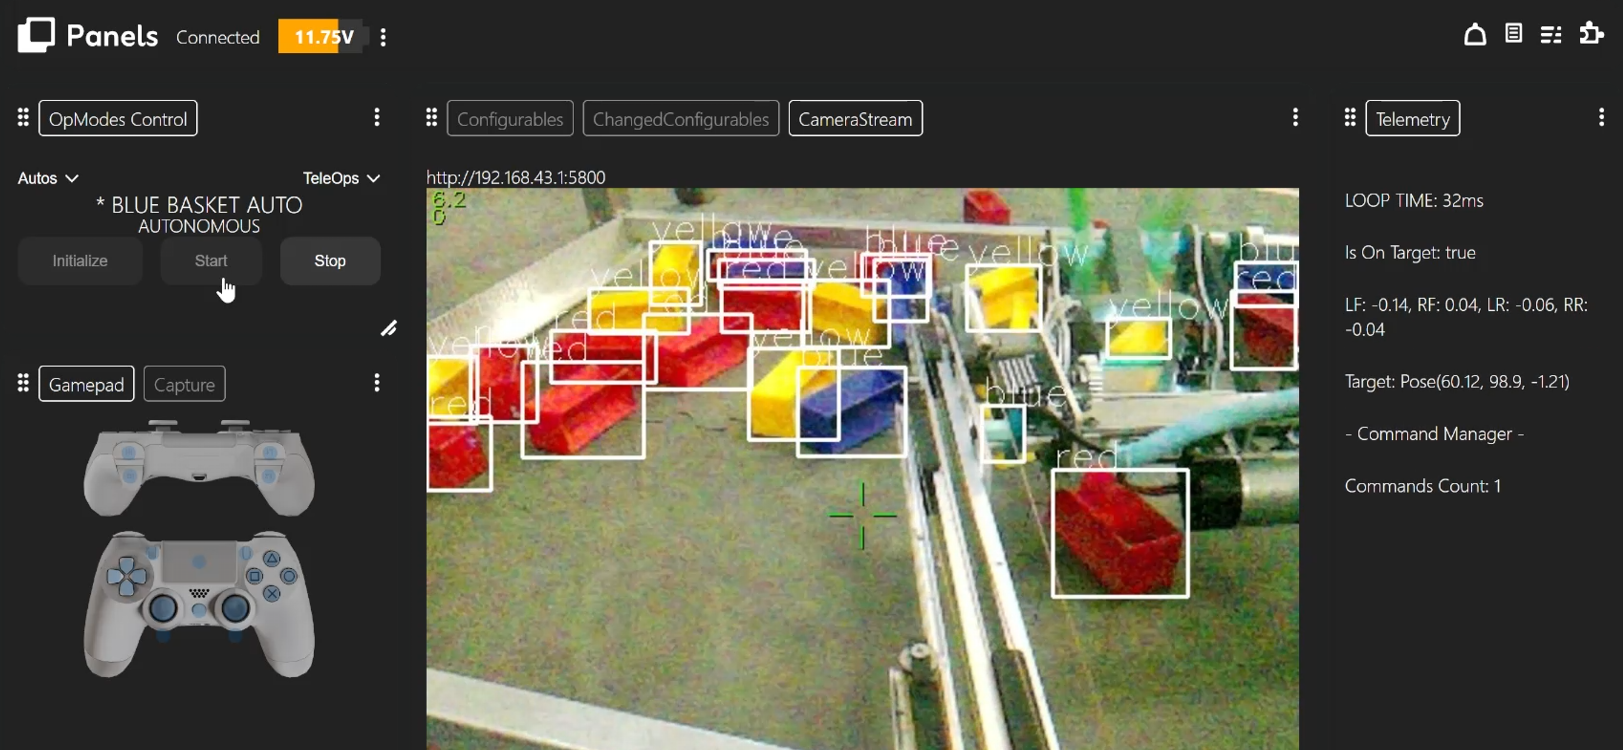 Panels Connected 11.75V
OpModes Control
Autos TeleOps
* BLUE BASKET AUTO
AUTONOMOUS
Initialize Start Stop
Gamepad Capture
Configurables ChangedConfigurables CameraStream
http://192.168.43.1:5800
6.2
0
yellow
blue
yellow
blue
yellow
blue
yellow
red
yellow
blue
red
yellow
red
yellow
red
yellow
blue
red
blue
red
Telemetry
LOOP TIME: 32ms
Is On Target: true
LF: -0.14, RF: 0.04, LR: -0.06, RR:
-0.04
Target: Pose(60.12, 98.9, -1.21)
- Command Manager -
Commands Count: 1